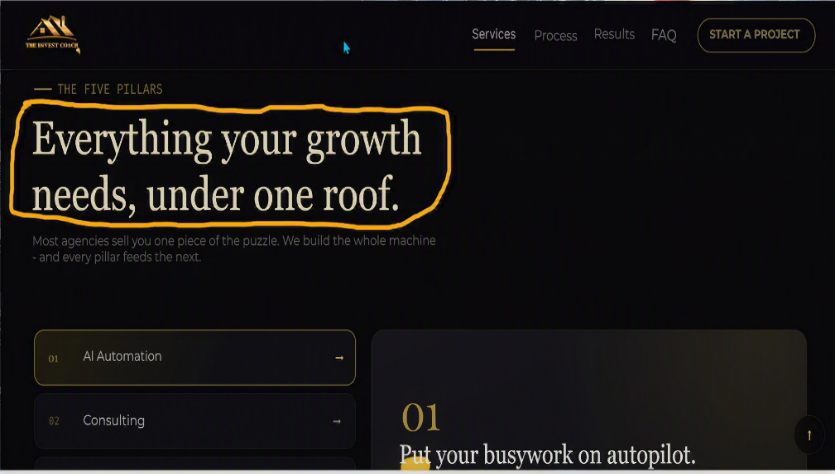 THE INVEST COACH
Services
Process
Results
FAQ
START A PROJECT
THE FIVE PILLARS
Everything your growth
needs, under one roof.
Most agencies sell you one piece of the puzzle. We build the whole machine
- and every pillar feeds the next.
01 AI Automation →
02 Consulting →
01
Put your busywork on autopilot.
↑